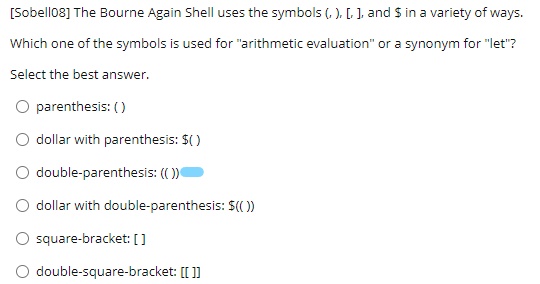 [Sobell08] The Bourne Again Shell uses the symbols (, ), [, ], and $ in a variety of ways.
Which one of the symbols is used for "arithmetic evaluation" or a synonym for "let"?
Select the best answer.
parenthesis: ( )
dollar with parenthesis: $( )
double-parenthesis: (( ))
dollar with double-parenthesis: $(( ))
square-bracket: [ ]
double-square-bracket: [[ ]]